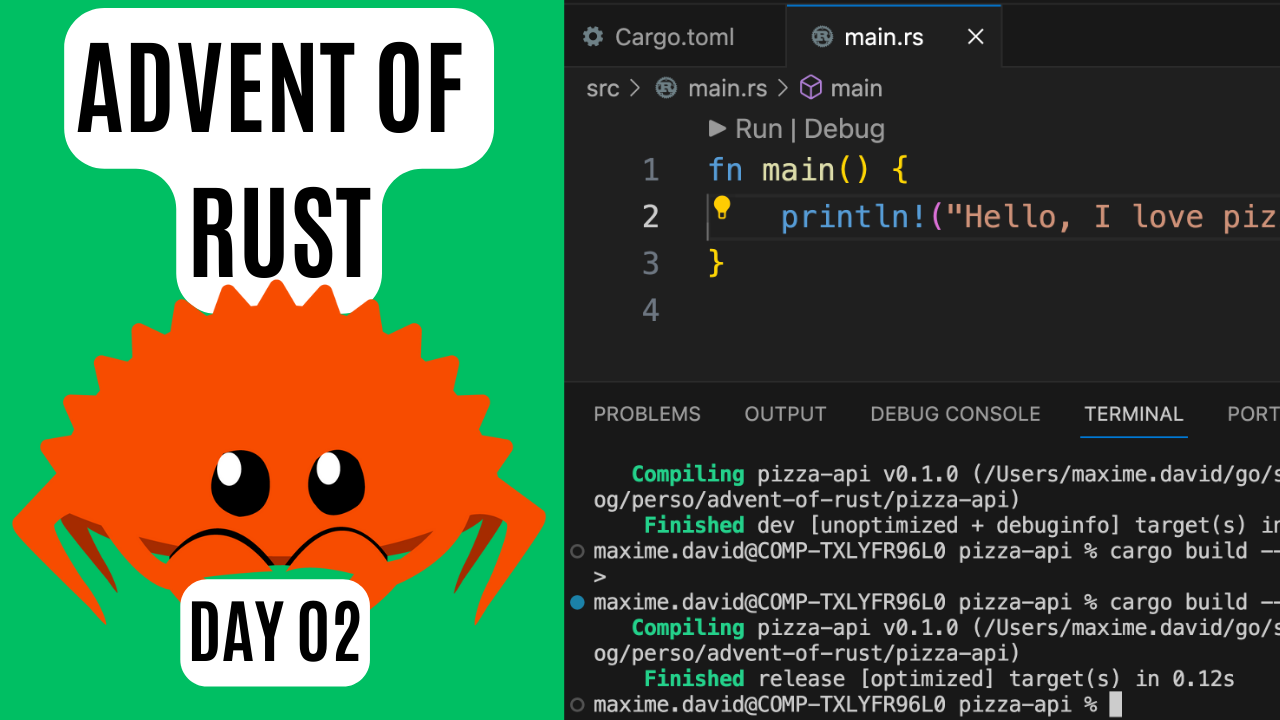 ADVENT OF
RUST
DAY 02
Cargo.toml
main.rs
src > main.rs > main
Run | Debug
1 fn main() {
2 println!("Hello, I love piz
3 }
4
PROBLEMS OUTPUT DEBUG CONSOLE TERMINAL PORT
Compiling pizza-api v0.1.0 (/Users/maxime.david/go/s
og/perso/advent-of-rust/pizza-api)
Finished dev [unoptimized + debuginfo] target(s) in
maxime.david@COMP-TXLYFR96L0 pizza-api % cargo build --
>
maxime.david@COMP-TXLYFR96L0 pizza-api % cargo build --
Compiling pizza-api v0.1.0 (/Users/maxime.david/go/s
og/perso/advent-of-rust/pizza-api)
Finished release [optimized] target(s) in 0.12s
maxime.david@COMP-TXLYFR96L0 pizza-api %